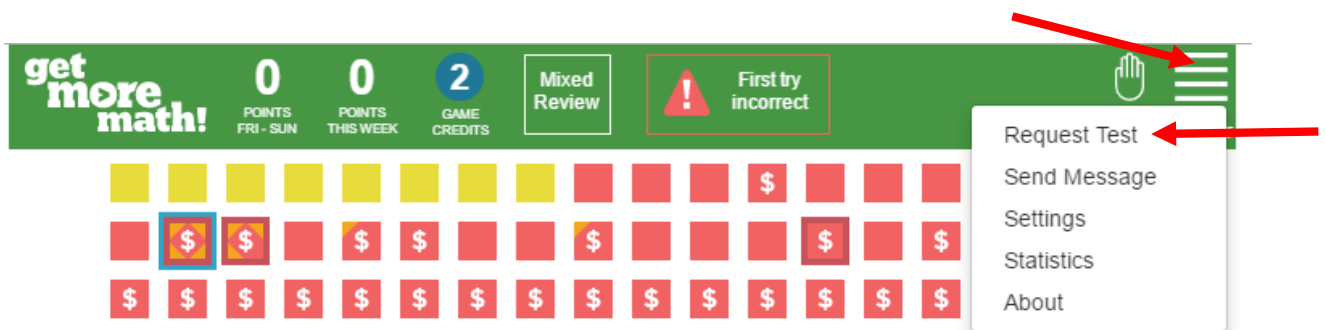 get
more
math!
0
POINTS
FRI - SUN
0
POINTS
THIS WEEK
2
GAME
CREDITS
Mixed
Review
!
First try
incorrect
Request Test
Send Message
Settings
Statistics
About
$
$ $ $ $ $ $ $
$ $ $ $ $ $ $ $ $ $ $ $ $ $ $